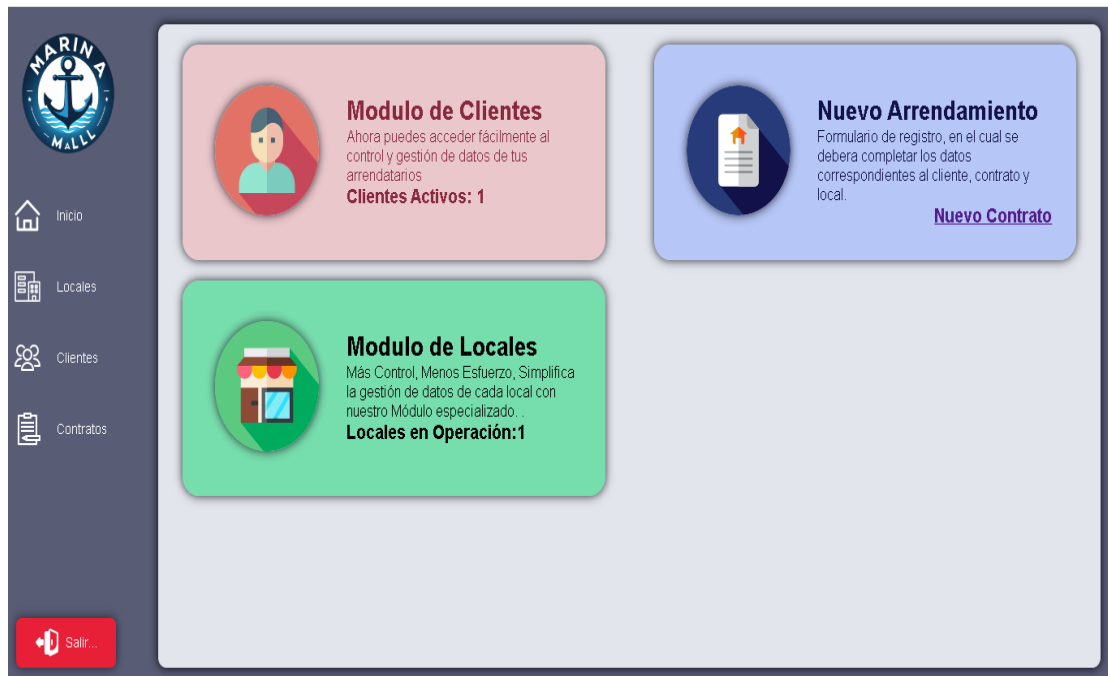 MARINA
MALLL
Inicio
Locales
Clientes
Contratos
Salir...
Modulo de Clientes
Ahora puedes acceder fácilmente al
control y gestión de datos de tus
arrendatarios
Clientes Activos: 1
Nuevo Arrendamiento
Formulario de registro, en el cual se
debera completar los datos
correspondientes al cliente, contrato y
local.
Nuevo Contrato
Modulo de Locales
Más Control, Menos Esfuerzo, Simplifica
la gestión de datos de cada local con
nuestro Módulo especializado. .
Locales en Operación:1